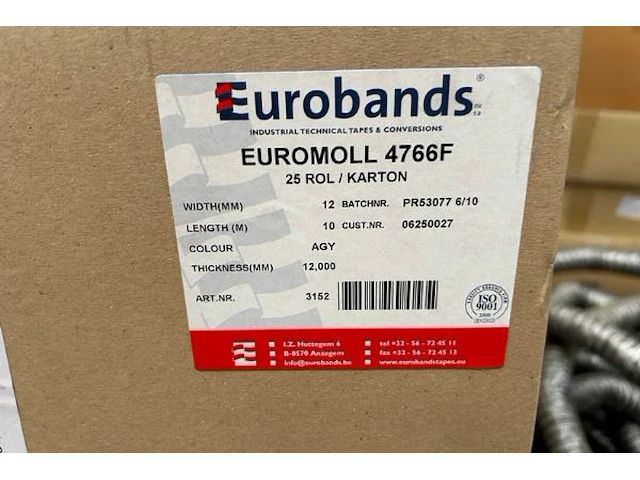 Eurobands®
INDUSTRIAL TECHNICAL TAPES & CONVERSIONS
EUROMOLL 4766F
25 ROL / KARTON
WIDTH(MM) 12 BATCHNR. PR53077 6/10
LENGTH (M) 10 CUST.NR. 06250027
COLOUR AGY
THICKNESS(MM) 12,000
ART.NR. 3152
ISO
9001
I.Z. Huttegem 6 tel +32 - 56 - 72 45 11
B-8570 Anzegem fax +32 - 56 - 72 45 13
info@eurobands.be www.eurobandstapes.eu